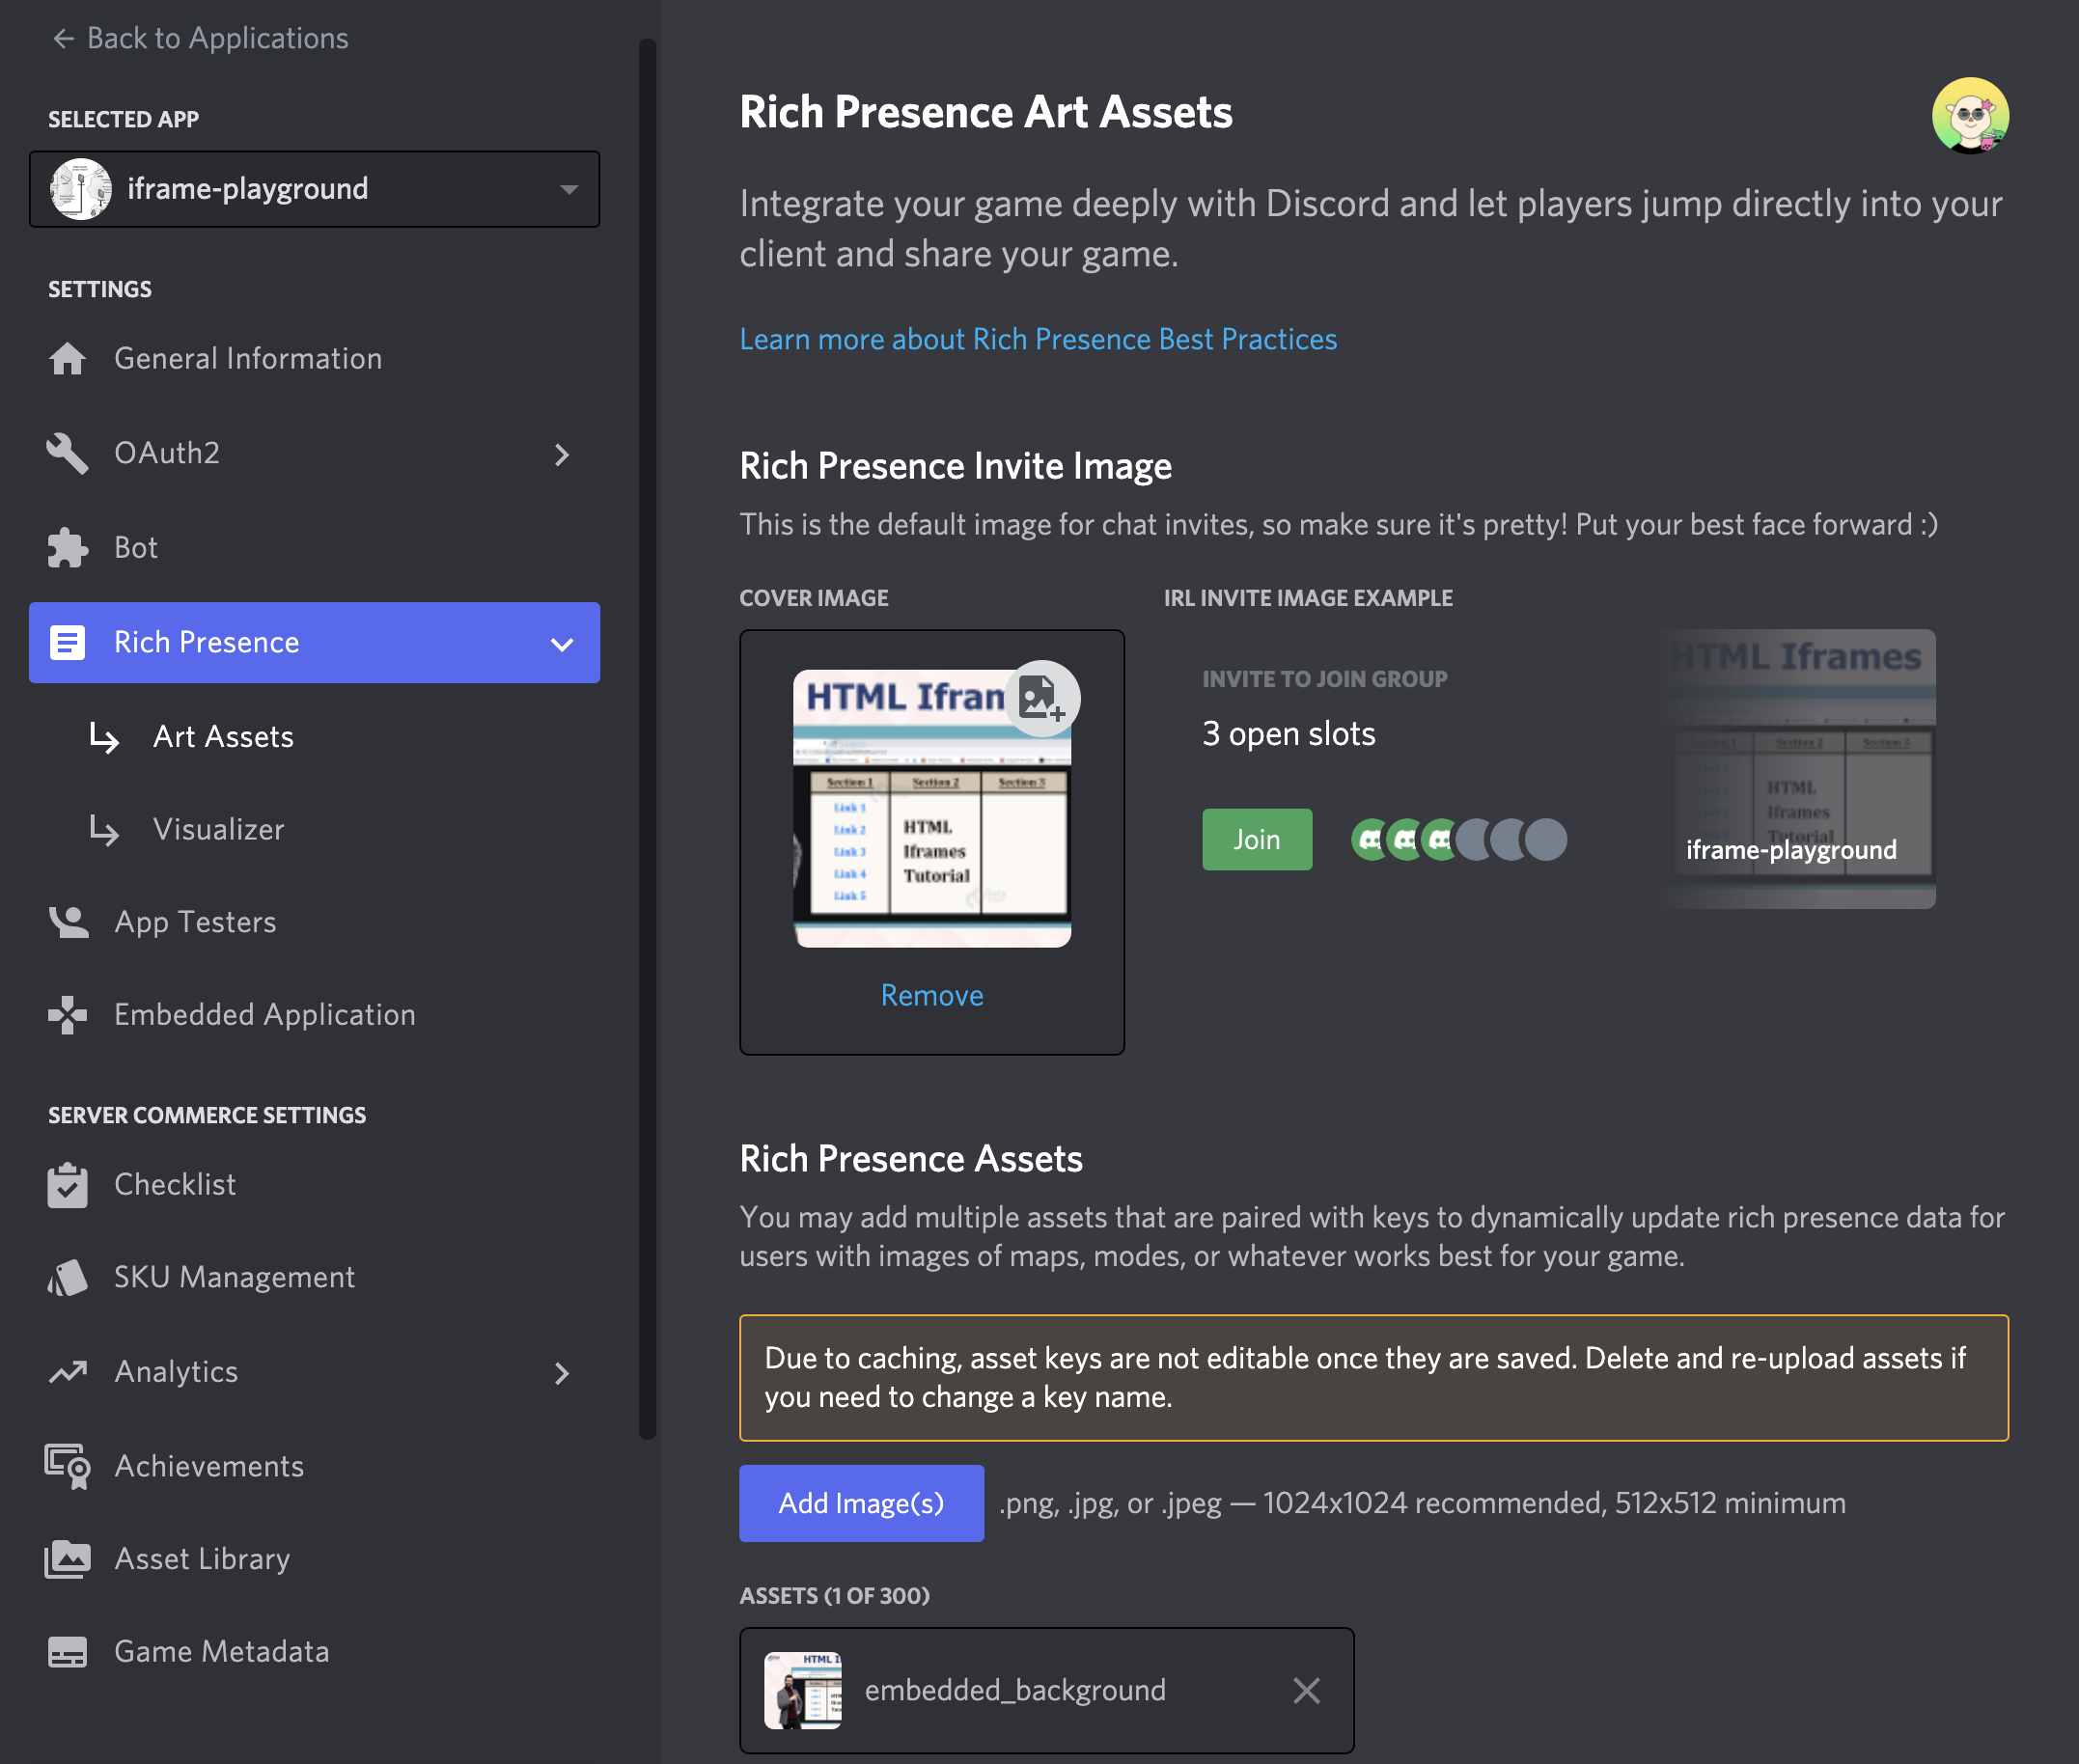 Back to Applications
SELECTED APP
iframe-playground
SETTINGS
General Information
OAuth2
Bot
Rich Presence
Art Assets
Visualizer
App Testers
Embedded Application
SERVER COMMERCE SETTINGS
Checklist
SKU Management
Analytics
Achievements
Asset Library
Game Metadata
Rich Presence Art Assets
Integrate your game deeply with Discord and let players jump directly into your
client and share your game.
Learn more about Rich Presence Best Practices
Rich Presence Invite Image
This is the default image for chat invites, so make sure it's pretty! Put your best face forward :)
COVER IMAGE
HTML Ifram
Section 1 Section 2 Section 3
Link 1
Link 2
Link 3
Link 4
Link 5
HTML
Iframes
Tutorial
Remove
IRL INVITE IMAGE EXAMPLE
INVITE TO JOIN GROUP
3 open slots
Join
HTML Iframes
Section 1 Section 2 Section 3
HTML
Iframes
Tutorial
iframe-playground
Rich Presence Assets
You may add multiple assets that are paired with keys to dynamically update rich presence data for
users with images of maps, modes, or whatever works best for your game.
Due to caching, asset keys are not editable once they are saved. Delete and re-upload assets if
you need to change a key name.
Add Image(s)
.png, .jpg, or .jpeg — 1024x1024 recommended, 512x512 minimum
ASSETS (1 OF 300)
HTML I
embedded_background